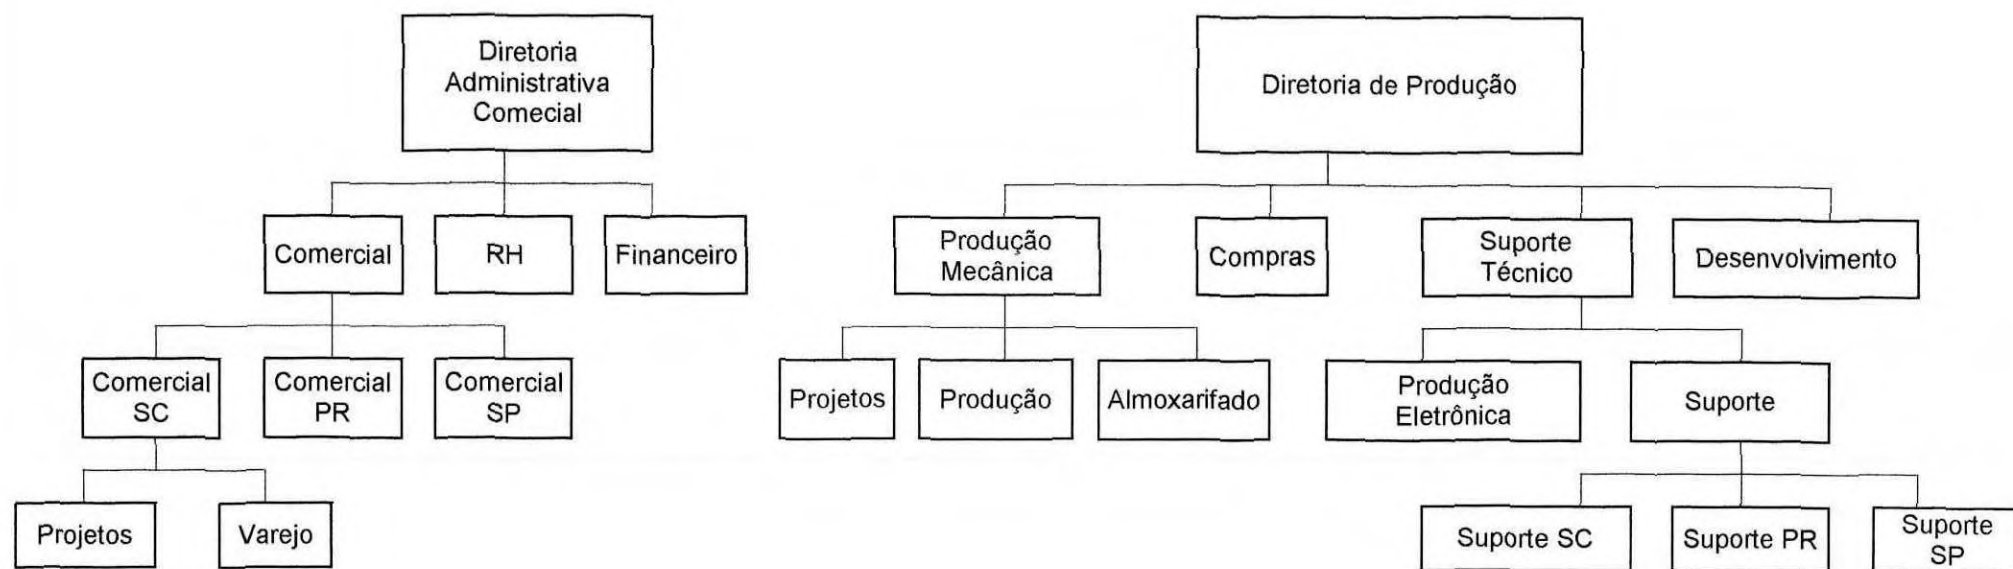 Diretoria
Administrativa
Comecial
Diretoria de Produção
Comercial
RH
Financeiro
Produção
Mecânica
Compras
Suporte
Técnico
Desenvolvimento
Comercial
SC
Comercial
PR
Comercial
SP
Projetos
Produção
Almoxarifado
Produção
Eletrônica
Suporte
Projetos
Varejo
Suporte SC
Suporte PR
Suporte
SP